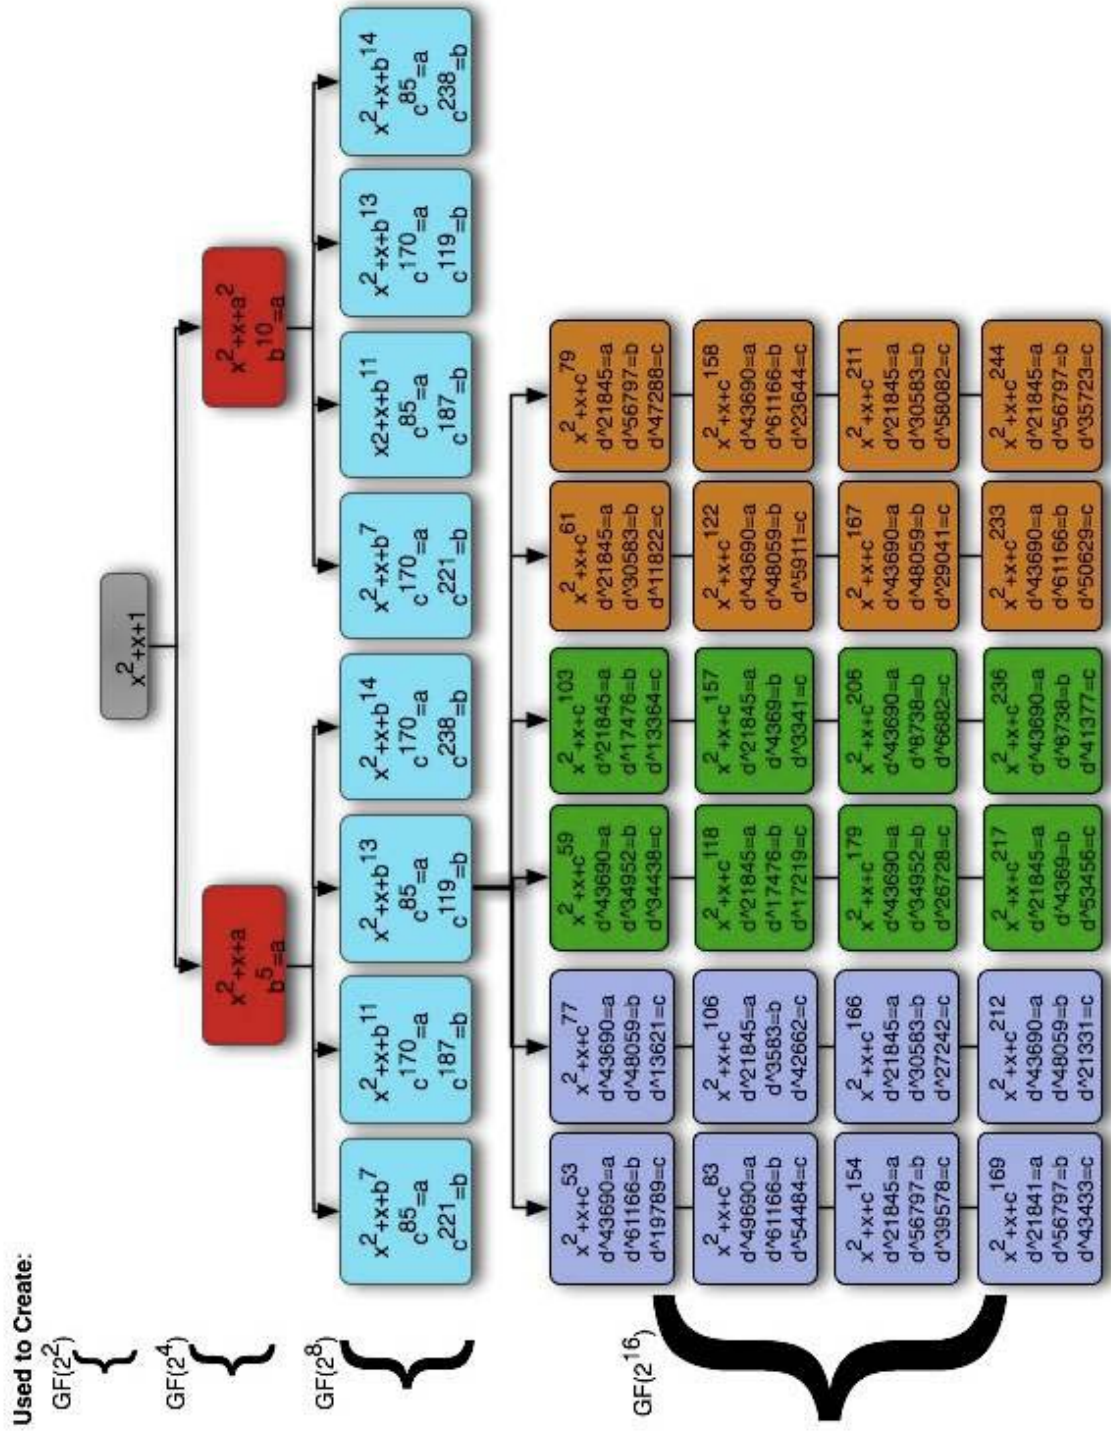 Used to Create:
GF(2^2)
x^2+x+1
GF(2^4)
x^2+x+a
b^5=a
x^2+x+a^2
b^10=a
GF(2^8)
x^2+x+b^7
c^85=a
c^221=b
x^2+x+b^11
c^170=a
c^187=b
x^2+x+b^13
c^85=a
c^119=b
x^2+x+b^14
c^170=a
c^238=b
x^2+x+b^7
c^170=a
c^221=b
x2+x+b^11
c^85=a
c^187=b
x^2+x+b^13
c^170=a
c^119=b
x^2+x+b^14
c^85=a
c^238=b
GF(2^16)
x^2+x+c^53
d^43690=a
d^61166=b
d^19789=c
x^2+x+c^77
d^43690=a
d^48059=b
d^13621=c
x^2+x+c^59
d^43690=a
d^34952=b
d^34438=c
x^2+x+c^103
d^21845=a
d^17476=b
d^13364=c
x^2+x+c^61
d^21845=a
d^30583=b
d^11822=c
x^2+x+c^79
d^21845=a
d^56797=b
d^47288=c
x^2+x+c^83
d^49690=a
d^61166=b
d^54484=c
x^2+x+c^106
d^21845=a
d^3583=b
d^42662=c
x^2+x+c^118
d^21845=a
d^17476=b
d^17219=c
x^2+x+c^157
d^21845=a
d^4369=b
d^3341=c
x^2+x+c^122
d^43690=a
d^48059=b
d^5911=c
x^2+x+c^158
d^43690=a
d^61166=b
d^23644=c
x^2+x+c^154
d^21845=a
d^56797=b
d^39578=c
x^2+x+c^166
d^21845=a
d^30583=b
d^27242=c
x^2+x+c^179
d^43690=a
d^34952=b
d^26728=c
x^2+x+c^206
d^43690=a
d^8738=b
d^6682=c
x^2+x+c^167
d^43690=a
d^48059=b
d^29041=c
x^2+x+c^211
d^21845=a
d^30583=b
d^58082=c
x^2+x+c^169
d^21841=a
d^56797=b
d^43433=c
x^2+x+c^212
d^43690=a
d^48059=b
d^21331=c
x^2+x+c^217
d^21845=a
d^4369=b
d^53456=c
x^2+x+c^236
d^43690=a
d^8738=b
d^41377=c
x^2+x+c^233
d^43690=a
d^61166=b
d^50629=c
x^2+x+c^244
d^21845=a
d^56797=b
d^35723=c